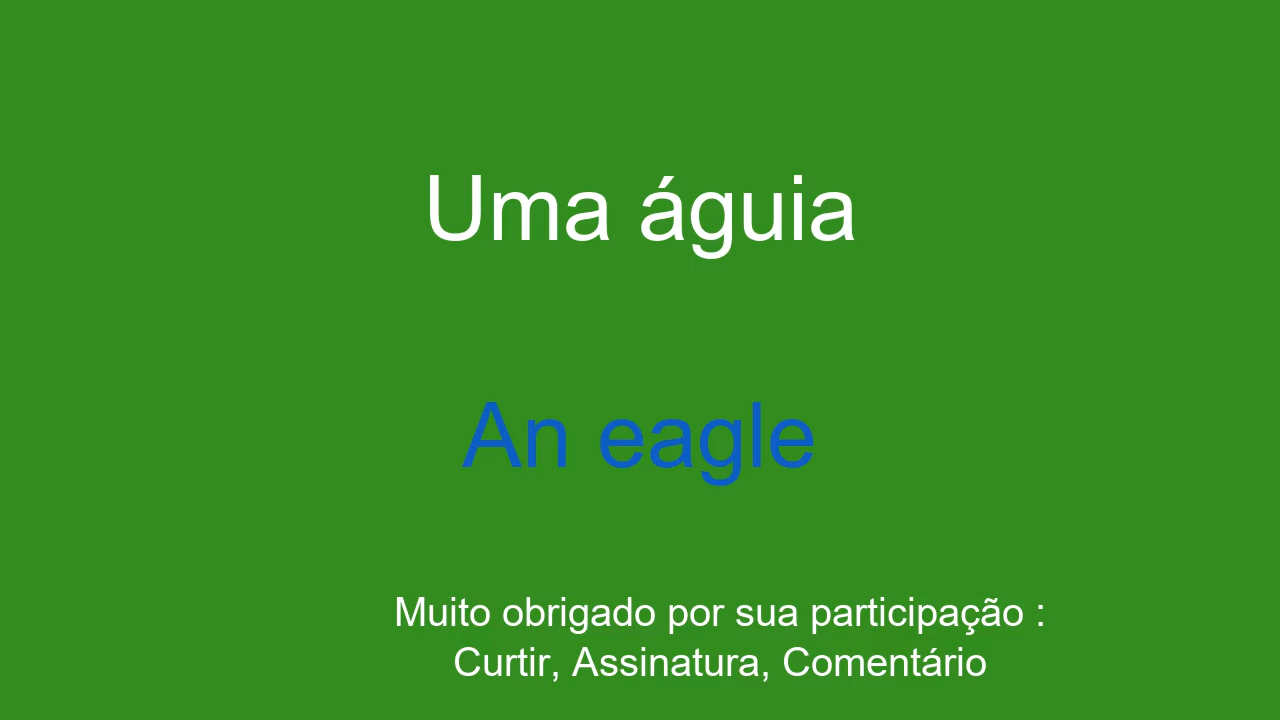 Uma águia
An eagle
Muito obrigado por sua participação :
Curtir, Assinatura, Comentário